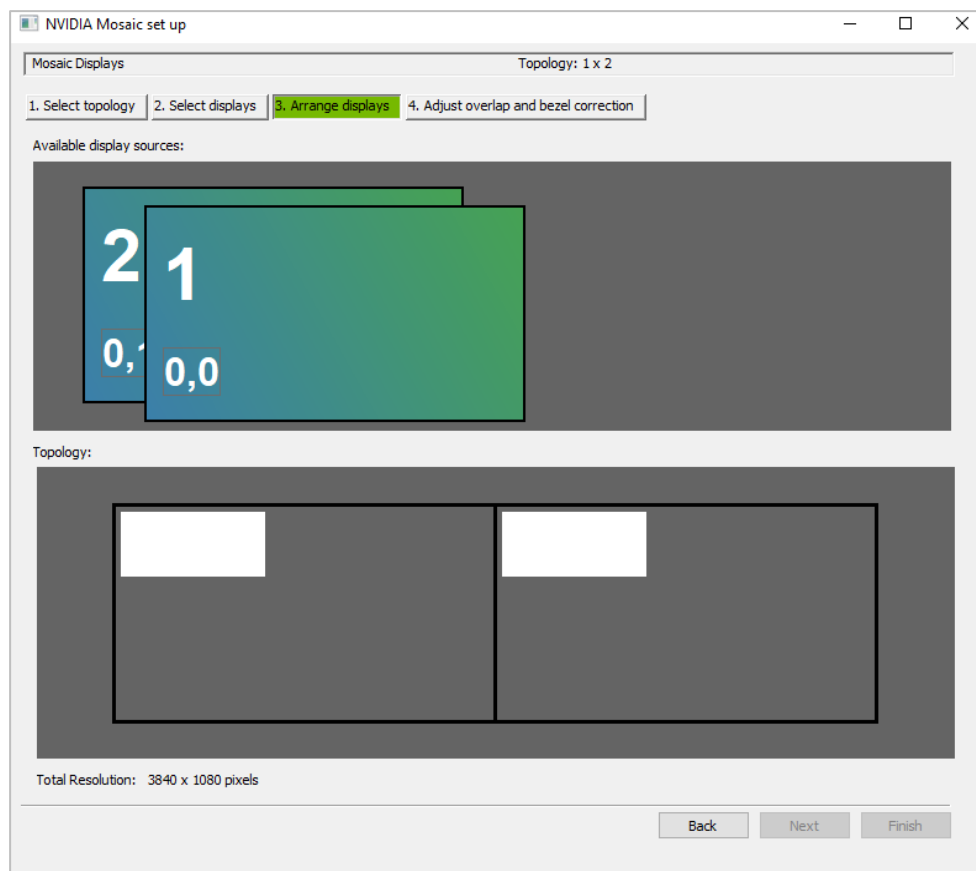 NVIDIA Mosaic set up
Mosaic Displays Topology: 1 x 2
1. Select topology 2. Select displays 3. Arrange displays 4. Adjust overlap and bezel correction
Available display sources:
2
1
0,1
0,0
Topology:
Total Resolution: 3840 x 1080 pixels
Back Next Finish